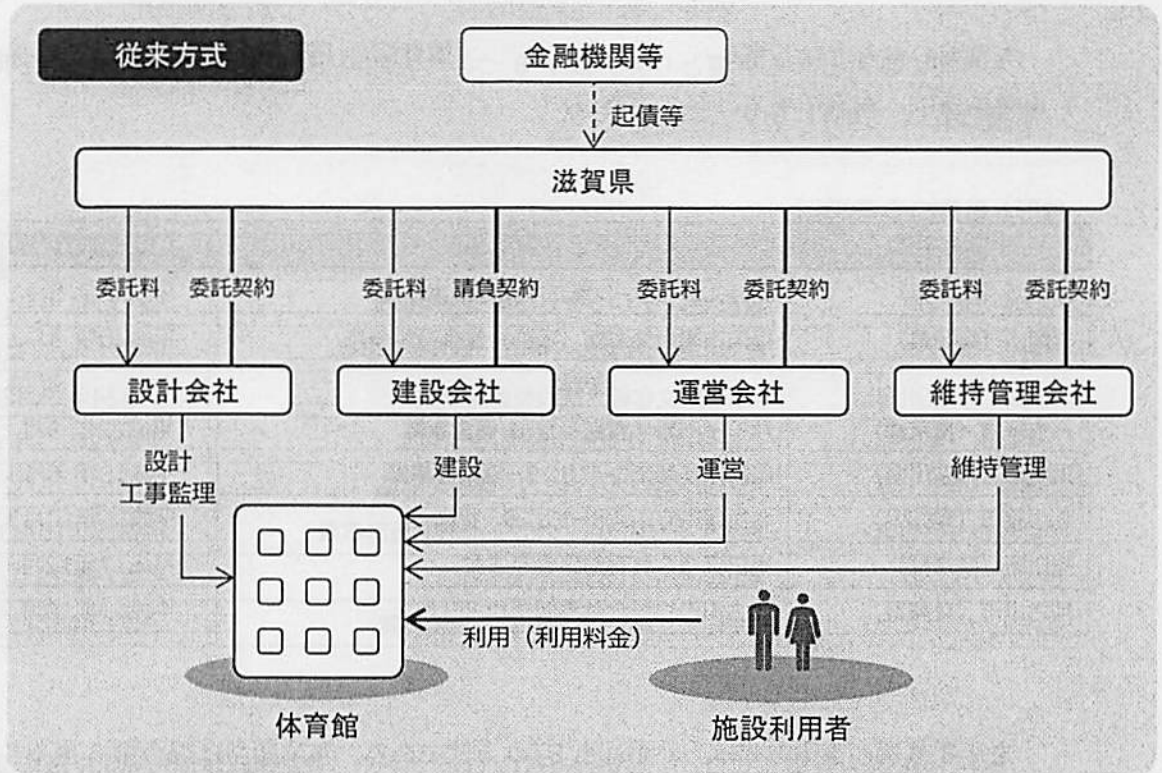 従来方式
金融機関等
起債等
滋賀県
委託料
委託契約
委託料
請負契約
委託料
委託契約
委託料
委託契約
設計会社
建設会社
運営会社
維持管理会社
設計
工事監理
建設
運営
維持管理
利用（利用料金）
体育館
施設利用者